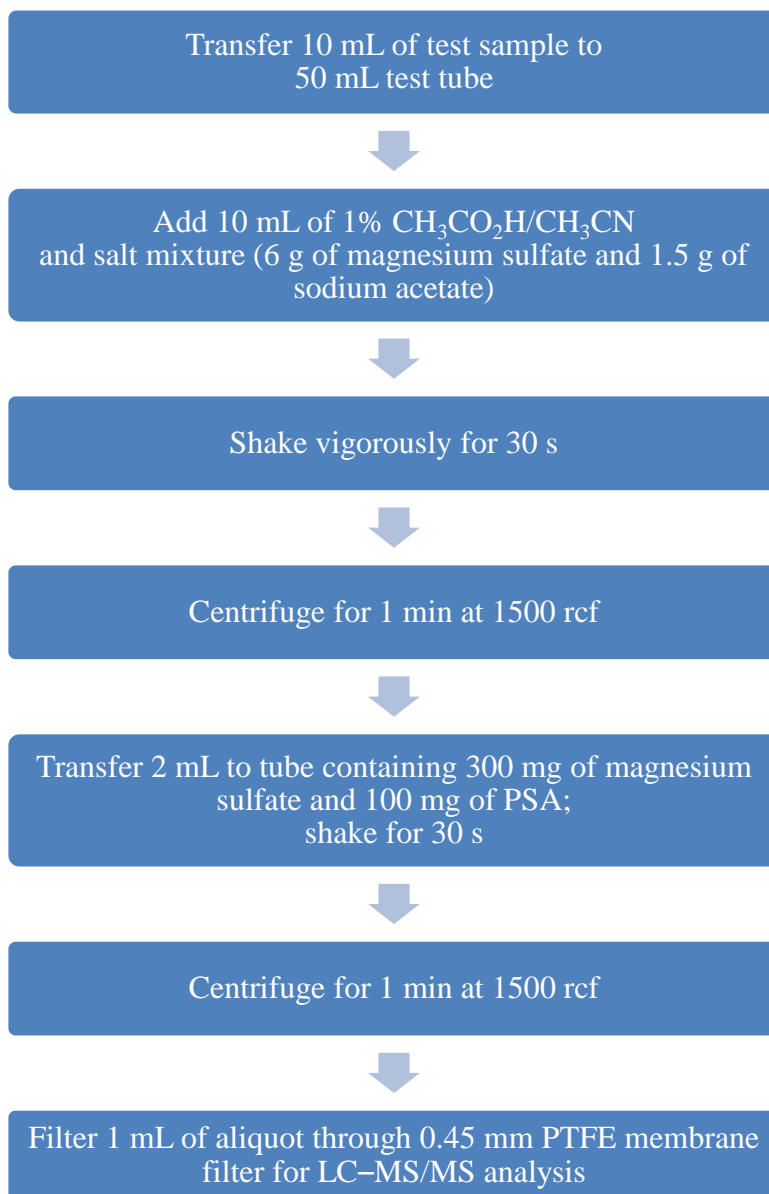 Transfer 10 mL of test sample to
50 mL test tube
Add 10 mL of 1% CH₃CO₂H/CH₃CN
and salt mixture (6 g of magnesium sulfate and 1.5 g of
sodium acetate)
Shake vigorously for 30 s
Centrifuge for 1 min at 1500 rcf
Transfer 2 mL to tube containing 300 mg of magnesium
sulfate and 100 mg of PSA;
shake for 30 s
Centrifuge for 1 min at 1500 rcf
Filter 1 mL of aliquot through 0.45 mm PTFE membrane
filter for LC−MS/MS analysis